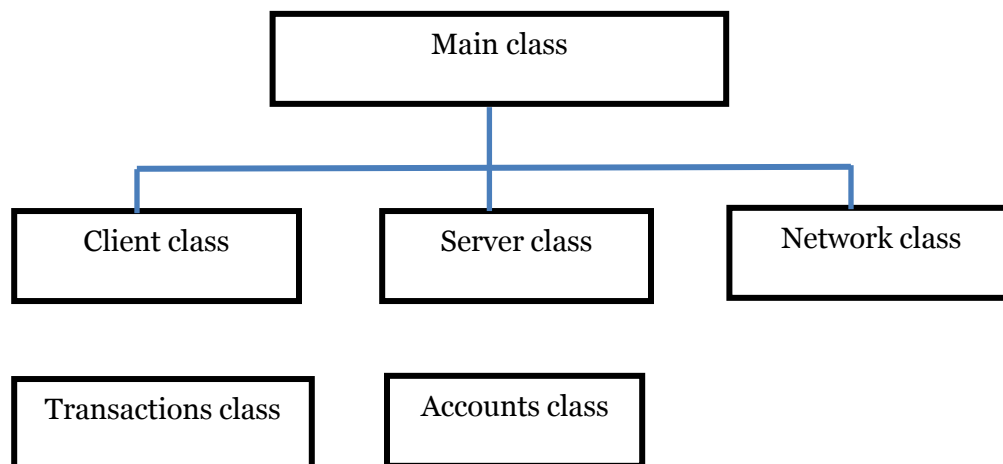 Main class
Client class
Server class
Network class
Transactions class
Accounts class